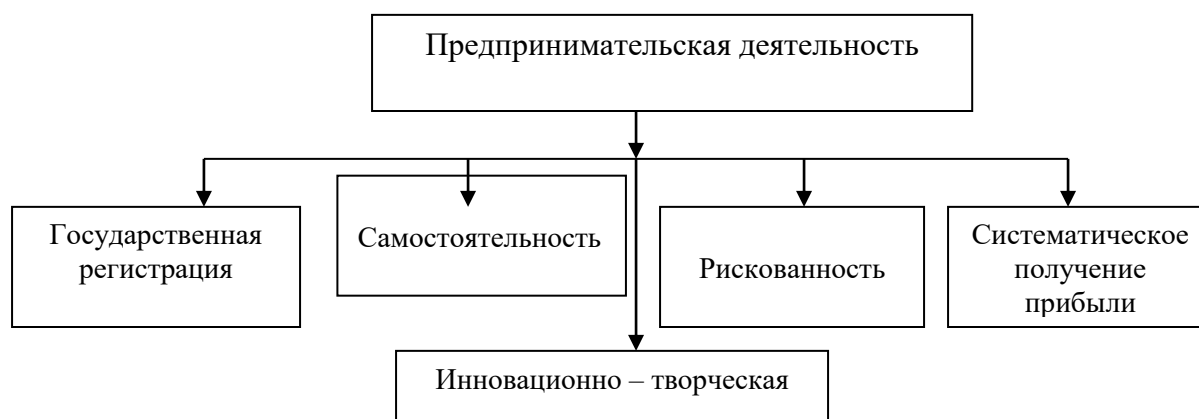 Предпринимательская деятельность
Государственная
регистрация
Самостоятельность
Рискованность
Систематическое
получение
прибыли
Инновационно – творческая